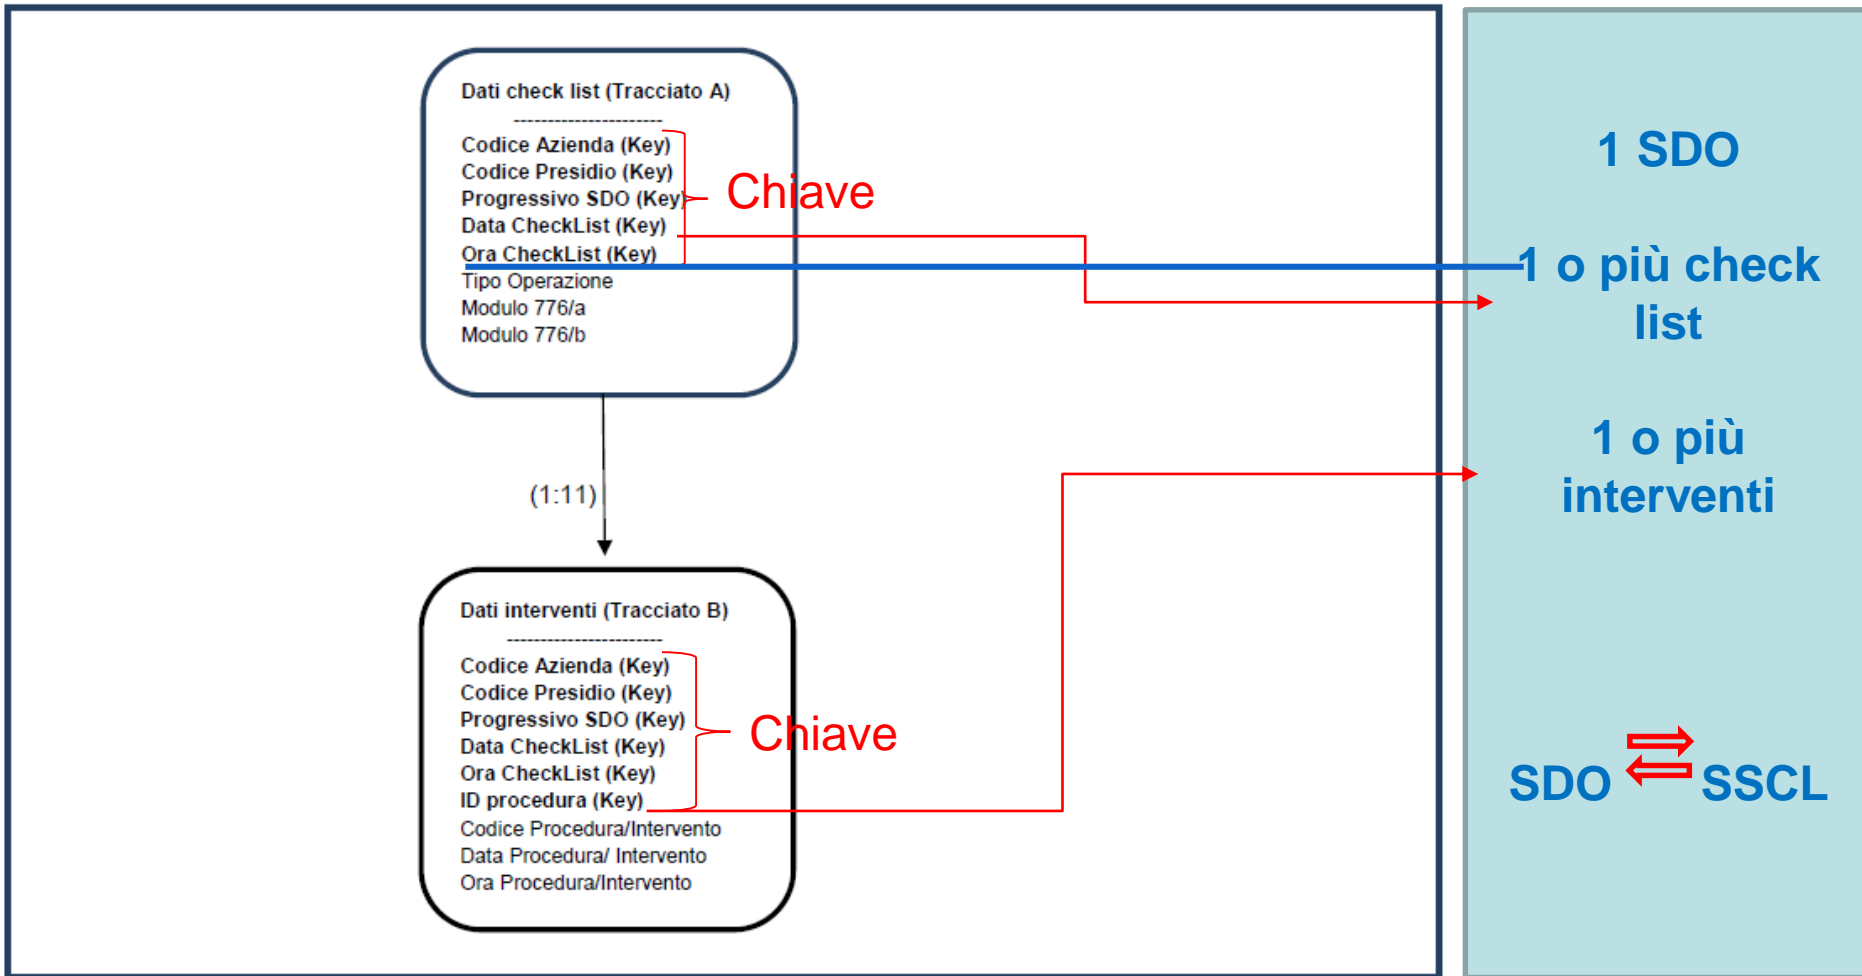 Dati check list (Tracciato A)
-----------------------
Codice Azienda (Key)
Codice Presidio (Key)
Progressivo SDO (Key)
Data CheckList (Key)
Ora CheckList (Key)
Tipo Operazione
Modulo 776/a
Modulo 776/b
Chiave
(1:11)
Dati interventi (Tracciato B)
-----------------------
Codice Azienda (Key)
Codice Presidio (Key)
Progressivo SDO (Key)
Data CheckList (Key)
Ora CheckList (Key)
ID procedura (Key)
Codice Procedura/Intervento
Data Procedura/ Intervento
Ora Procedura/Intervento
Chiave
1 SDO
1 o più check
list
1 o più
interventi
SDO SSCL